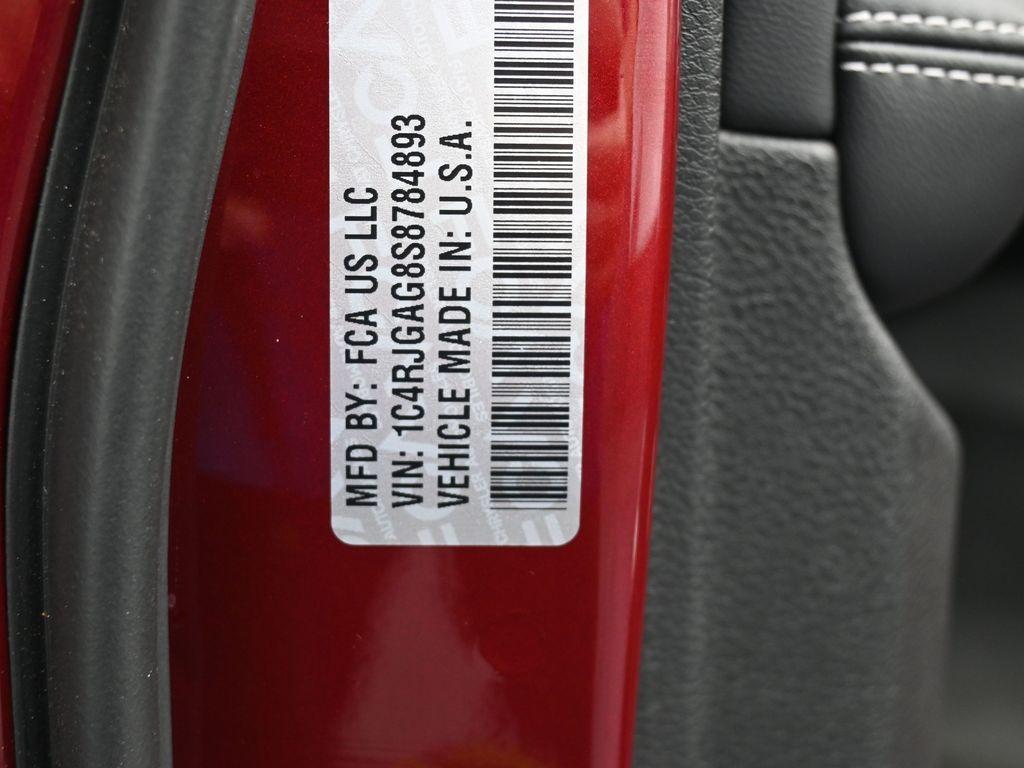 MFD BY: FCA US LLC
VIN: 1C4RJGAG8S8784893
VEHICLE MADE IN: U.S.A.